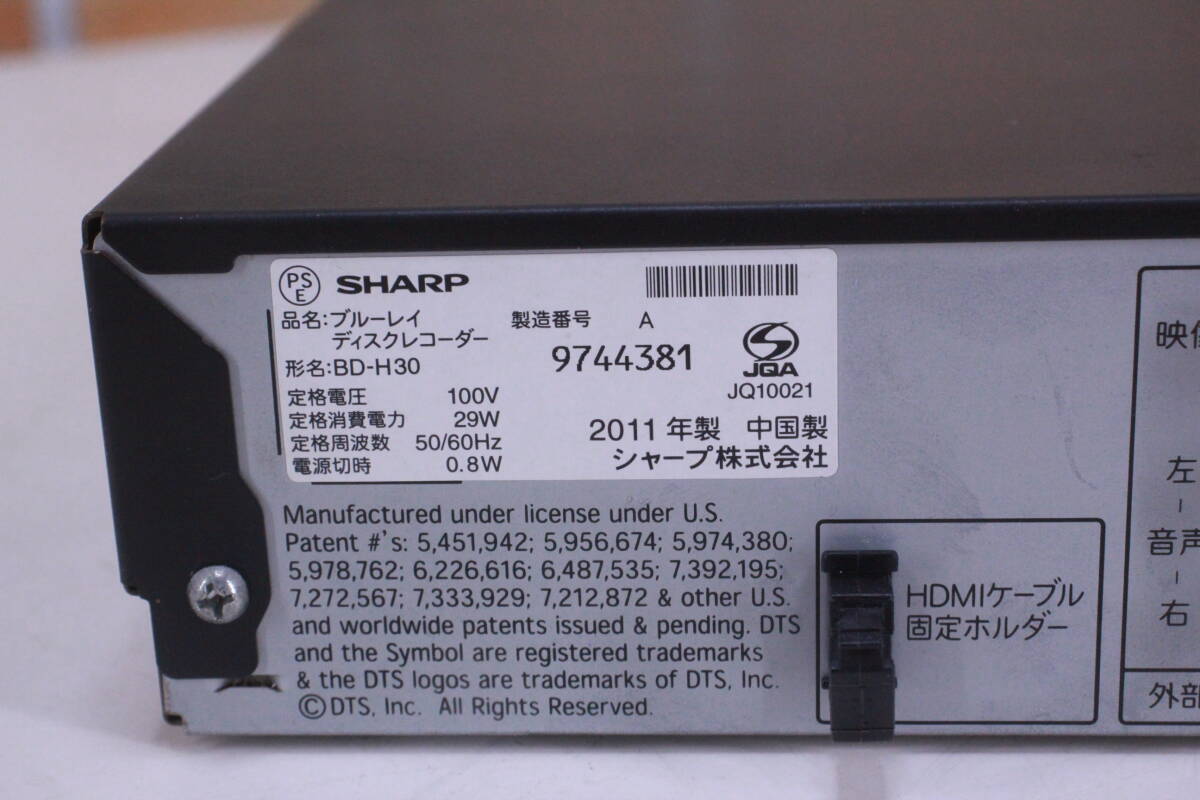 PS
E
SHARP
品名:ブルーレイ
ディスクレコーダー
形名:BD-H30
定格電圧 100V
定格消費電力 29W
定格周波数 50/60Hz
電源切時 0.8W
製造番号 A
9744381
JQA
JQ10021
2011年製 中国製
シャープ株式会社
Manufactured under license under U.S.
Patent #'s: 5,451,942; 5,956,674; 5,974,380;
5,978,762; 6,226,616; 6,487,535; 7,392,195;
7,272,567; 7,333,929; 7,212,872 & other U.S.
and worldwide patents issued & pending. DTS
and the Symbol are registered trademarks
& the DTS logos are trademarks of DTS, Inc.
©DTS, Inc. All Rights Reserved.
HDMIケーブル
固定ホルダー
映像
左
音声
右
外部